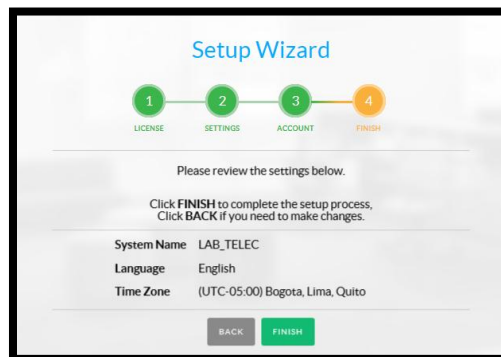 Setup Wizard
1 2 3 4
LICENSE SETTINGS ACCOUNT FINISH
Please review the settings below.
Click FINISH to complete the setup process,
Click BACK if you need to make changes.
System Name LAB_TELEC
Language English
Time Zone (UTC-05:00) Bogota, Lima, Quito
BACK FINISH